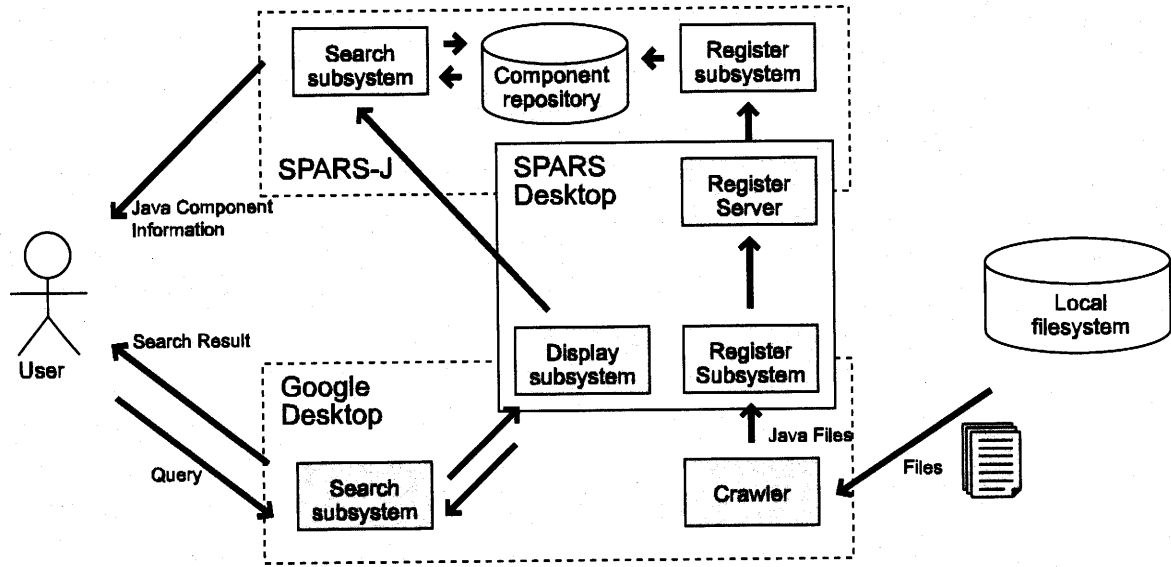 Search
subsystem
Component
repository
Register
subsystem
SPARS-J
SPARS
Desktop
Register
Server
Java Component
Information
Local
filesystem
User
Search Result
Display
subsystem
Register
Subsystem
Google
Desktop
Java Files
Query
Files
Search
subsystem
Crawler